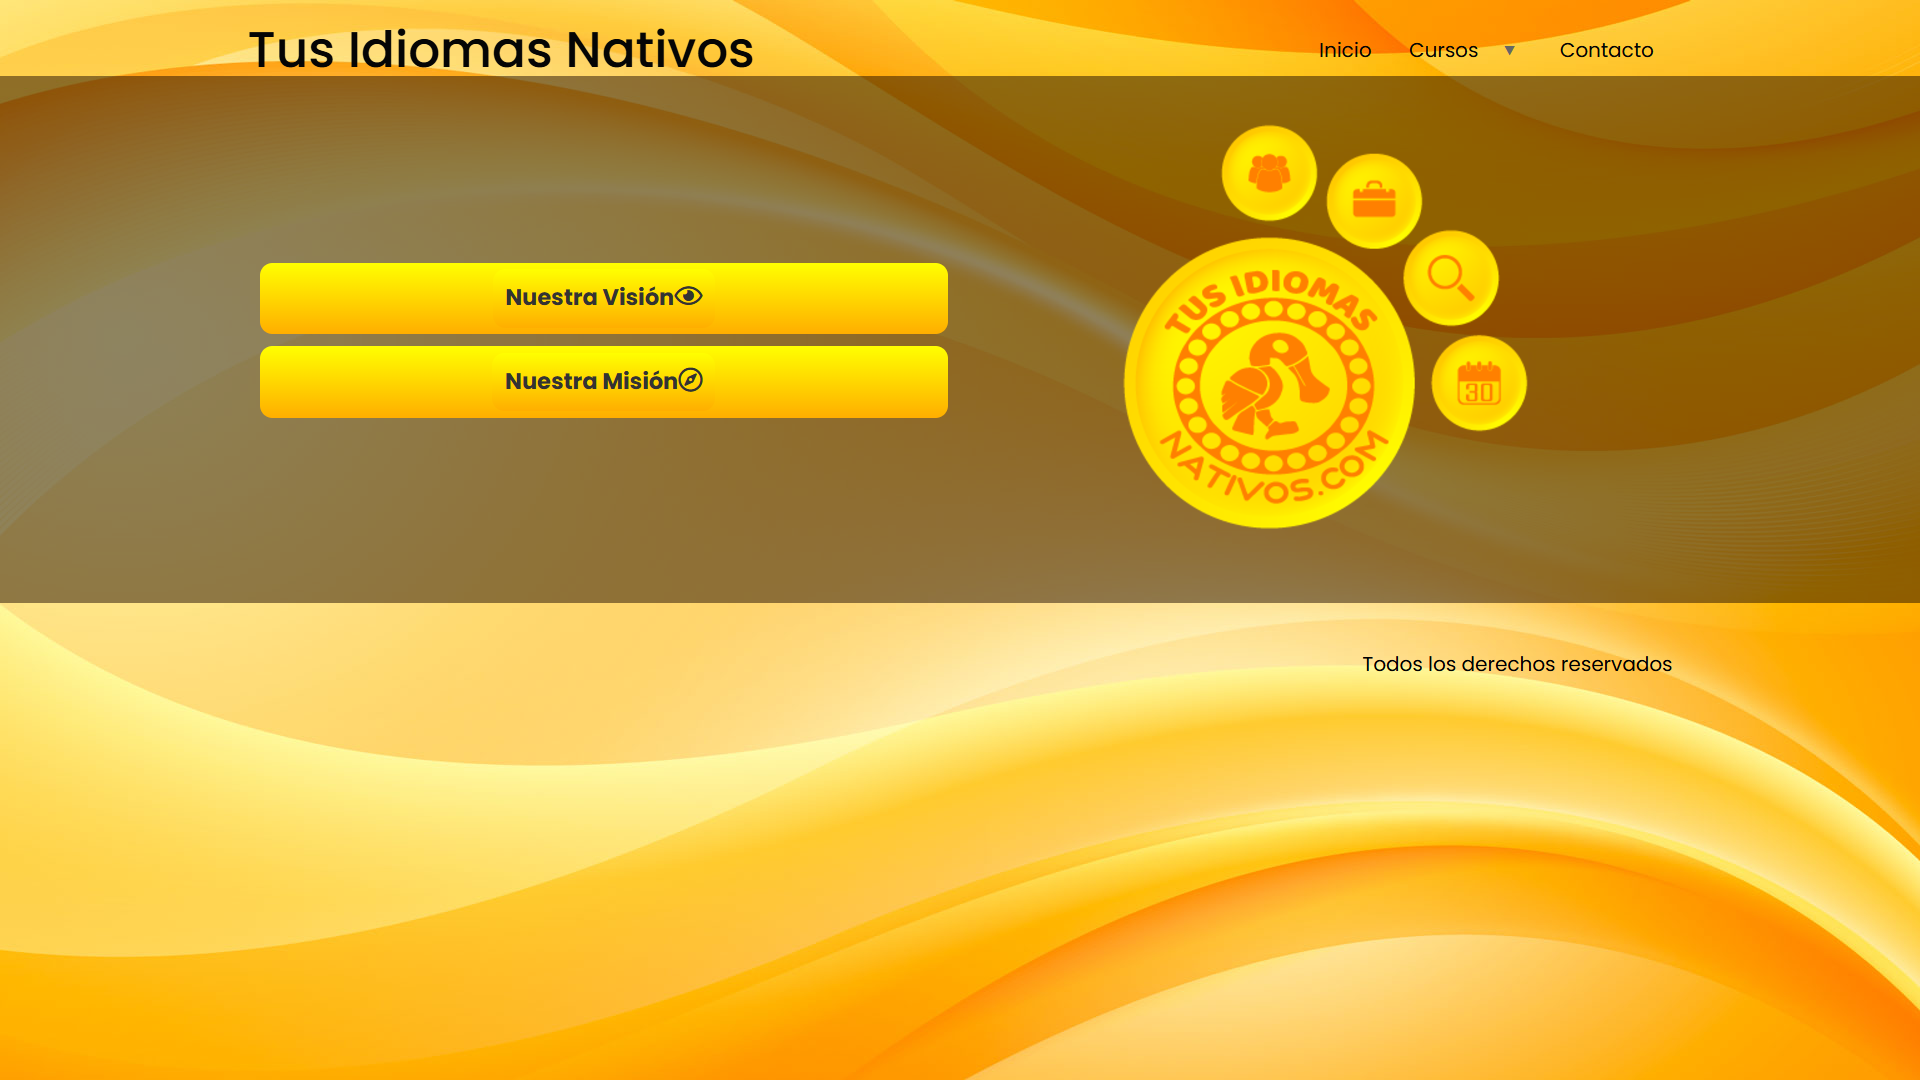 Tus Idiomas Nativos
Inicio Cursos ▼ Contacto
Nuestra Visión
Nuestra Misión
TUS IDIOMAS
NATIVOS.COM
30
Todos los derechos reservados